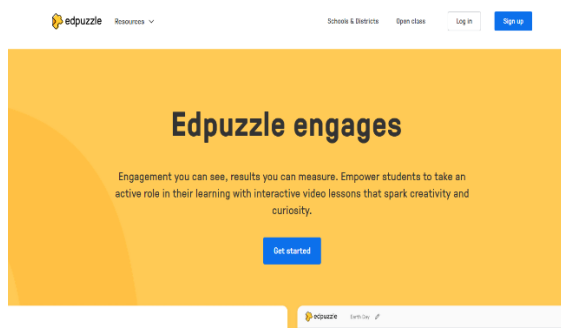 edpuzzle Resources Schools & Districts Open class Log in Sign up
Edpuzzle engages
Engagement you can see, results you can measure. Empower students to take an
active role in their learning with interactive video lessons that spark creativity and
curiosity.
Get started
edpuzzle Earth Day